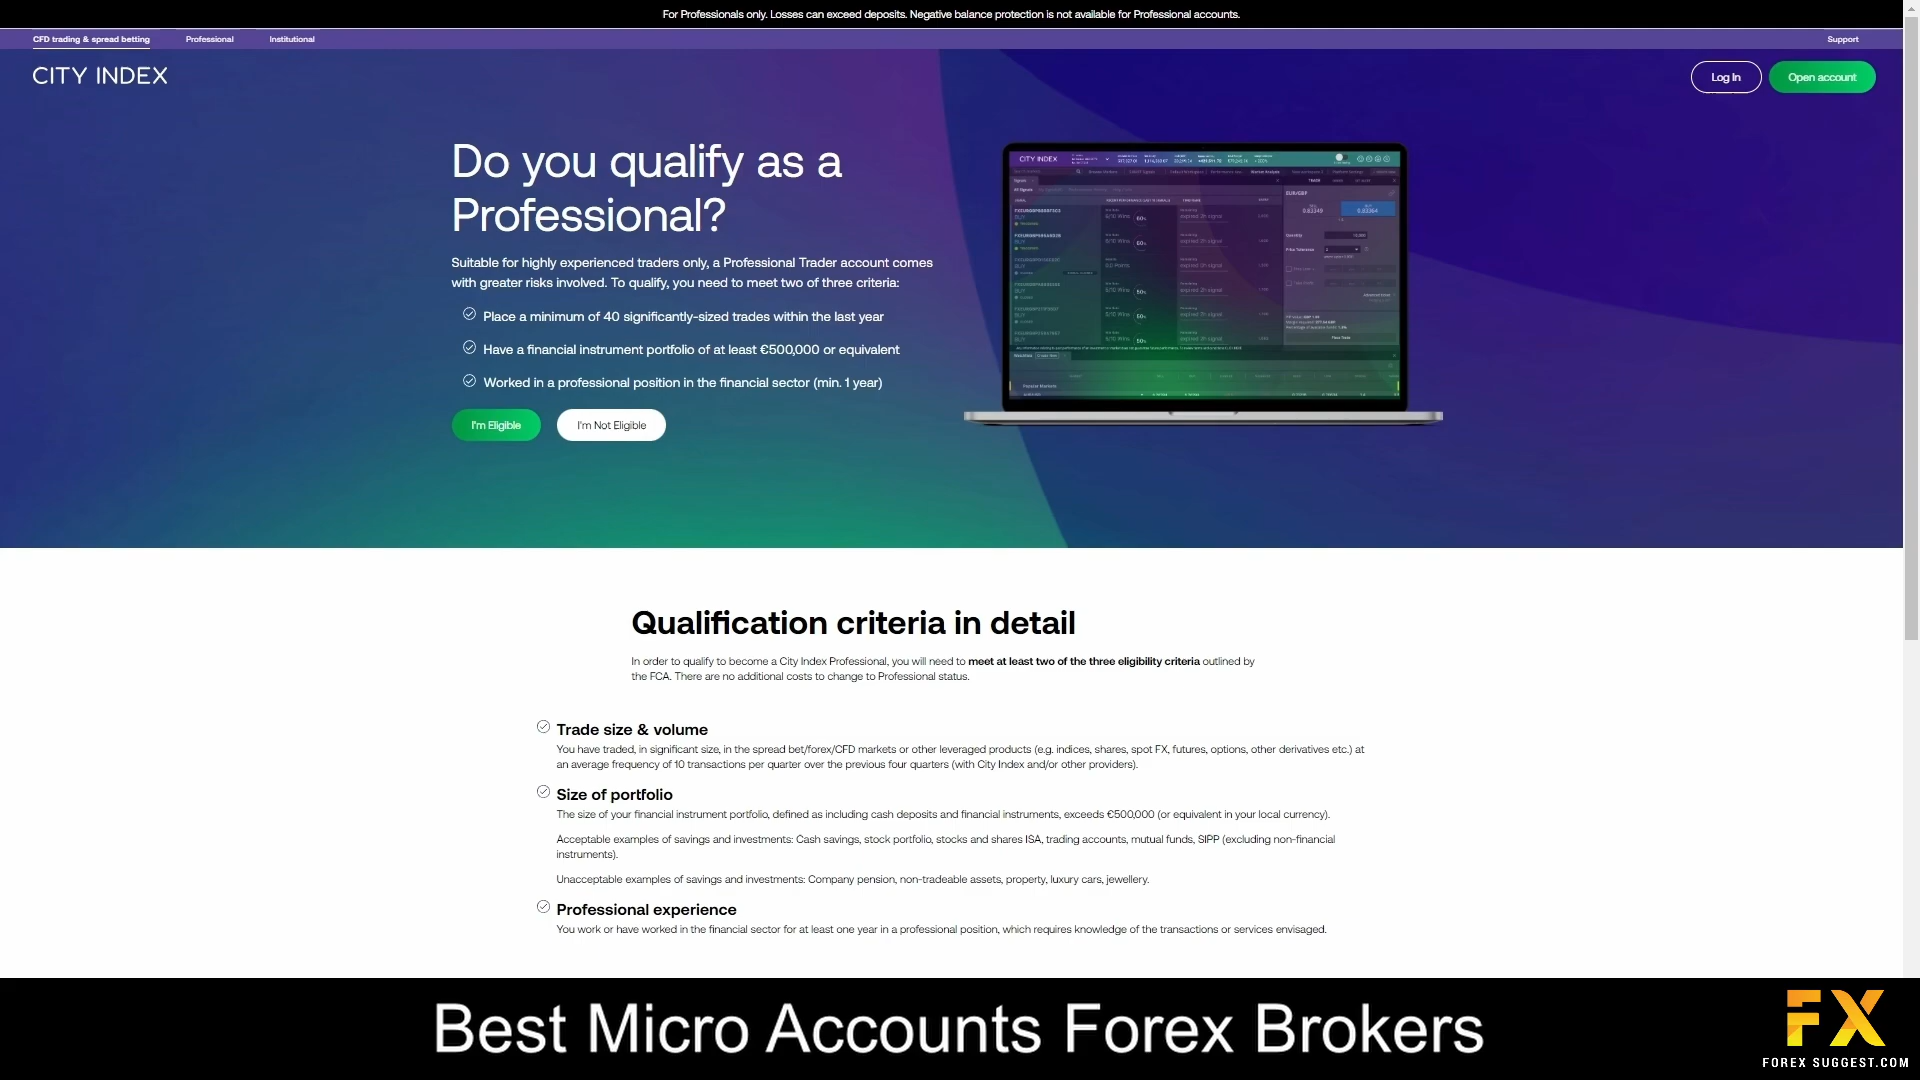 For Professionals only. Losses can exceed deposits. Negative balance protection is not available for Professional accounts.
CFD trading & spread betting Professional Institutional Support
CITY INDEX Log In Open account
Do you qualify as a
Professional?
Suitable for highly experienced traders only, a Professional Trader account comes
with greater risks involved. To qualify, you need to meet two of three criteria:
Place a minimum of 40 significantly-sized trades within the last year
Have a financial instrument portfolio of at least €500,000 or equivalent
Worked in a professional position in the financial sector (min. 1 year)
I'm Eligible I'm Not Eligible
CITY INDEX
EUR/GBP
0.83349 0.83364
Qualification criteria in detail
In order to qualify to become a City Index Professional, you will need to meet at least two of the three eligibility criteria outlined by
the FCA. There are no additional costs to change to Professional status.
Trade size & volume
You have traded, in significant size, in the spread bet/forex/CFD markets or other leveraged products (e.g. indices, shares, spot FX, futures, options, other derivatives etc.) at
an average frequency of 10 transactions per quarter over the previous four quarters (with City Index and/or other providers).
Size of portfolio
The size of your financial instrument portfolio, defined as including cash deposits and financial instruments, exceeds €500,000 (or equivalent in your local currency).
Acceptable examples of savings and investments: Cash savings, stock portfolio, stocks and shares ISA, trading accounts, mutual funds, SIPP (excluding non-financial
instruments).
Unacceptable examples of savings and investments: Company pension, non-tradeable assets, property, luxury cars, jewellery.
Professional experience
You work or have worked in the financial sector for at least one year in a professional position, which requires knowledge of the transactions or services envisaged.
Best Micro Accounts Forex Brokers
FX
FOREX SUGGEST.COM